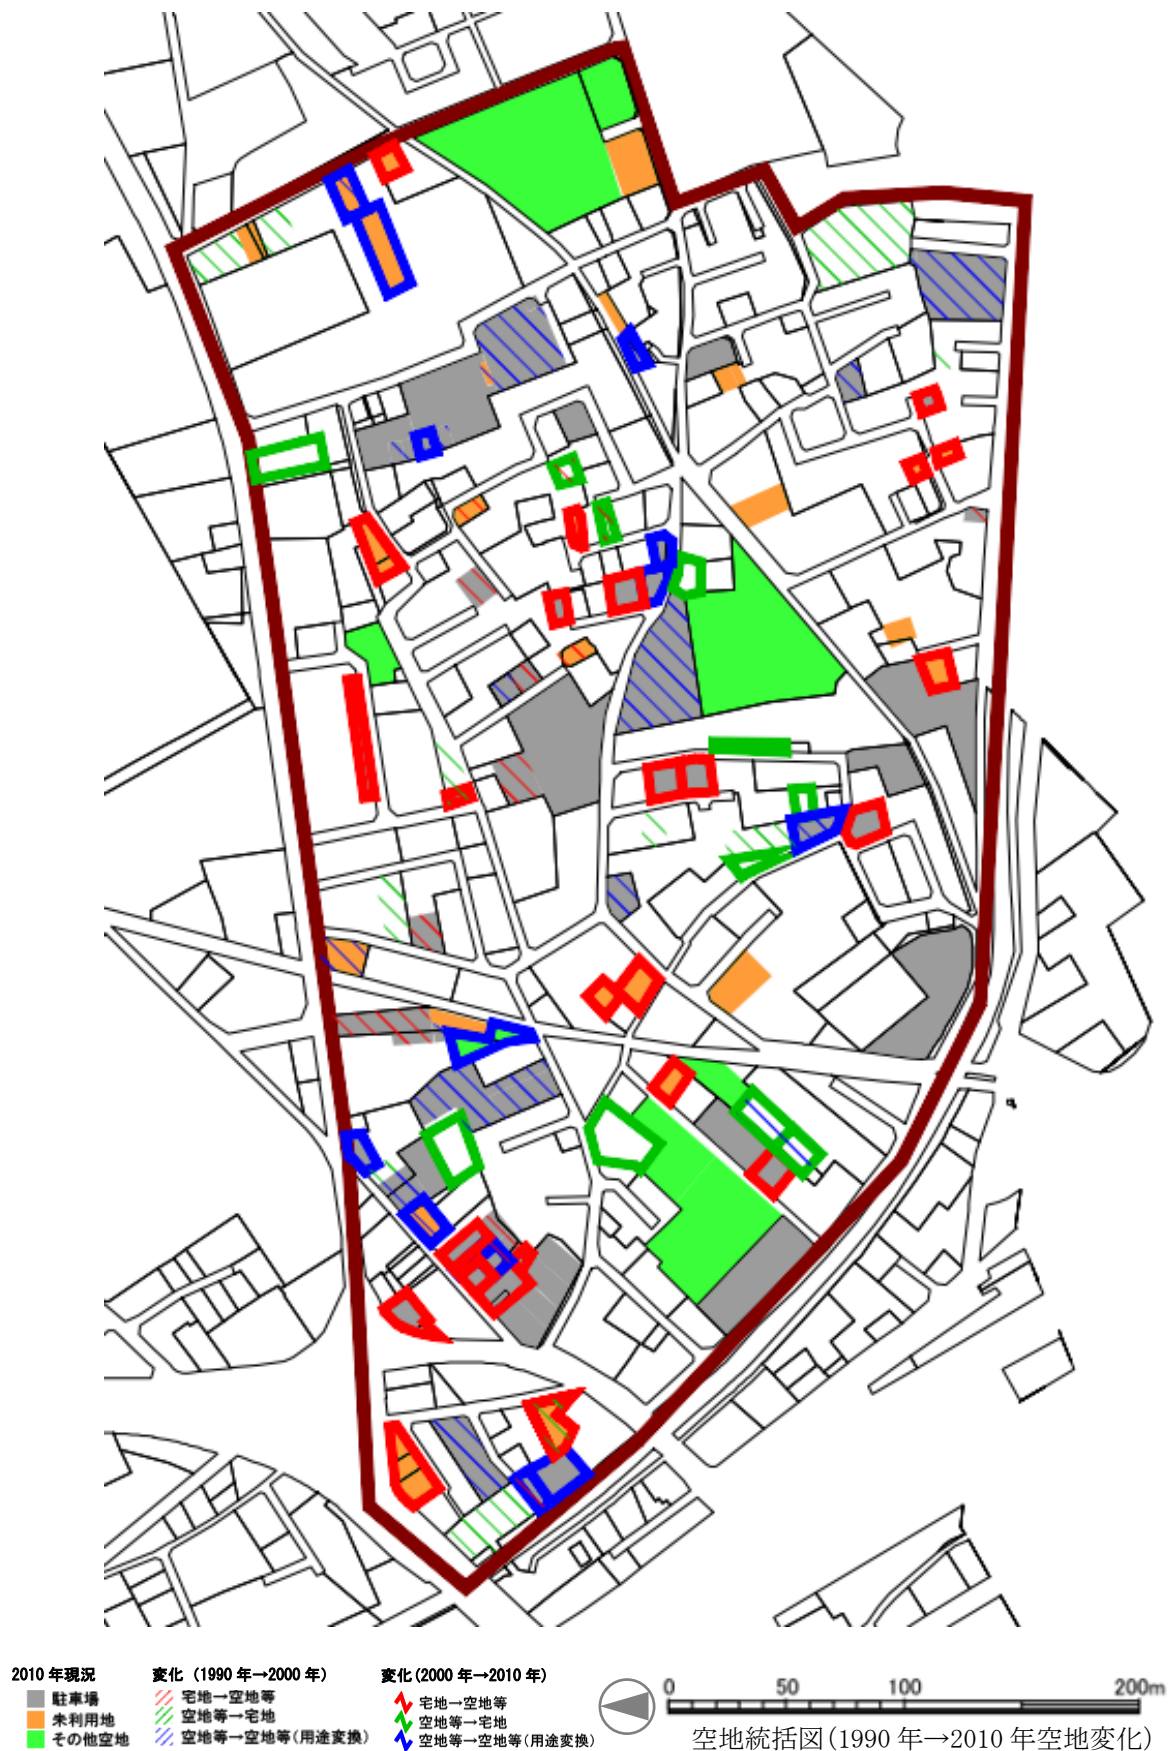 2010 年現況
駐車場
未利用地
その他空地
変化 (1990 年→2000 年)
宅地→空地等
空地等→宅地
空地等→空地等(用途変換)
変化(2000 年→2010 年)
宅地→空地等
空地等→宅地
空地等→空地等(用途変換)
0 50 100 200m
空地統括図(1990 年→2010 年空地変化)